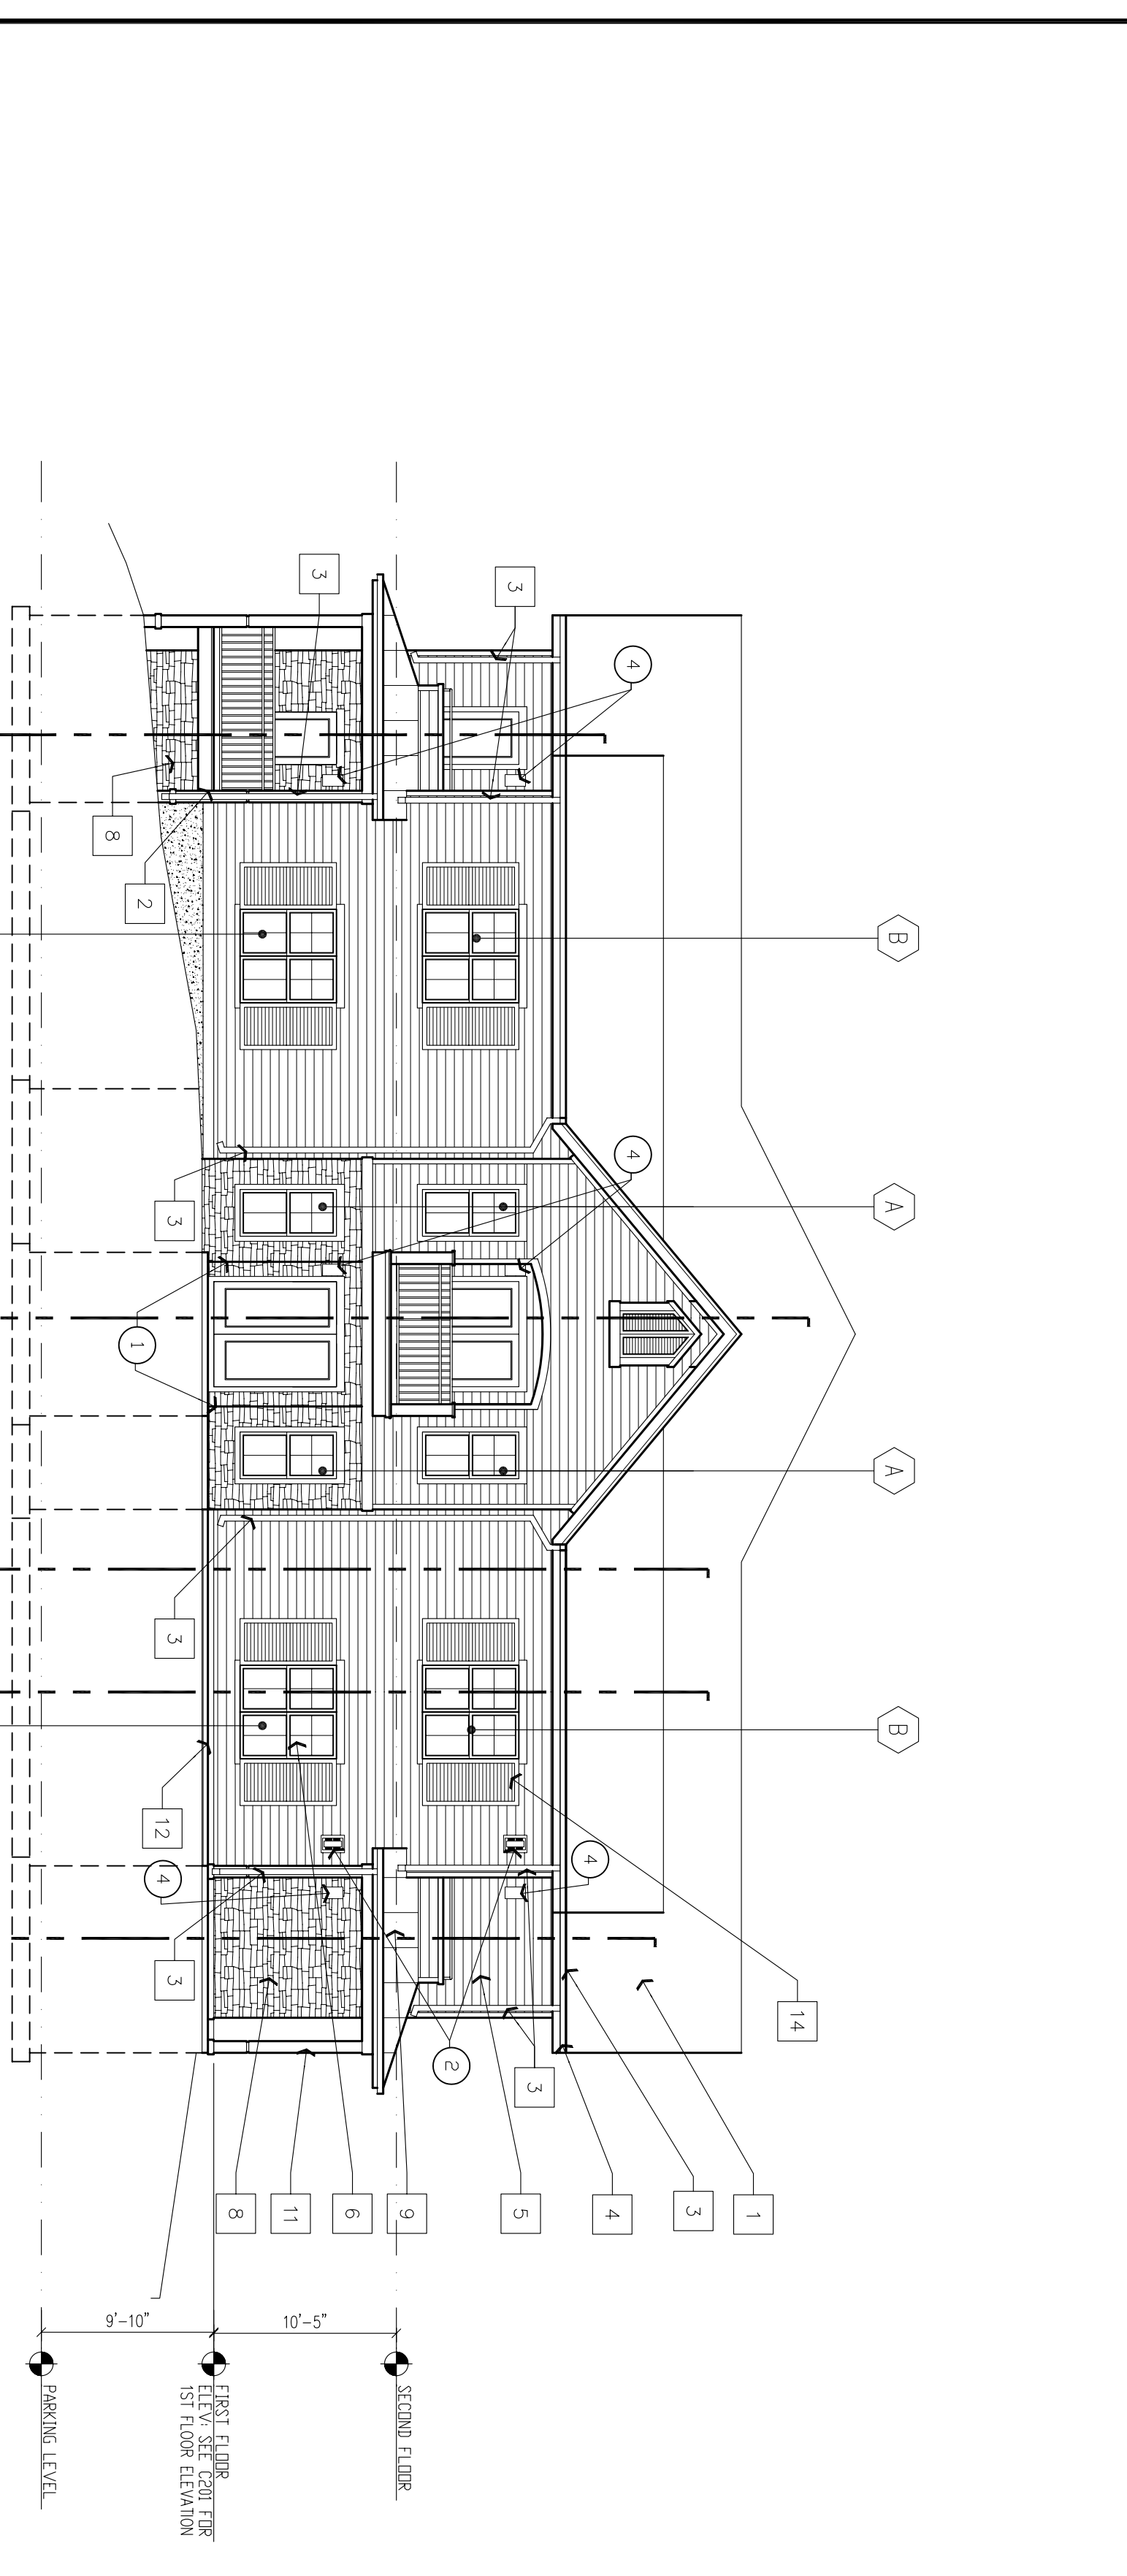 B A A B
14
1
3
4 4 4
4
3 5
3
2
9
SECOND FLOOR
6
3
10'-5"
11
8
FIRST FLOOR
ELEV: SEE C201 FOR
1ST FLOOR ELEVATION
3 3 3
12 4
2 1
9'-10"
8
PARKING LEVEL